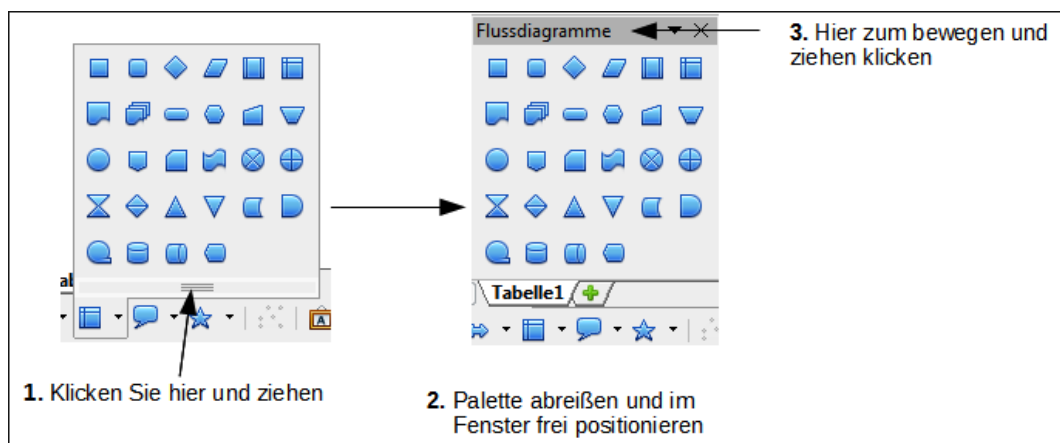 Flussdiagramme
3. Hier zum bewegen und
ziehen klicken
Tabelle1
A
1. Klicken Sie hier und ziehen
2. Palette abreißen und im
Fenster frei positionieren